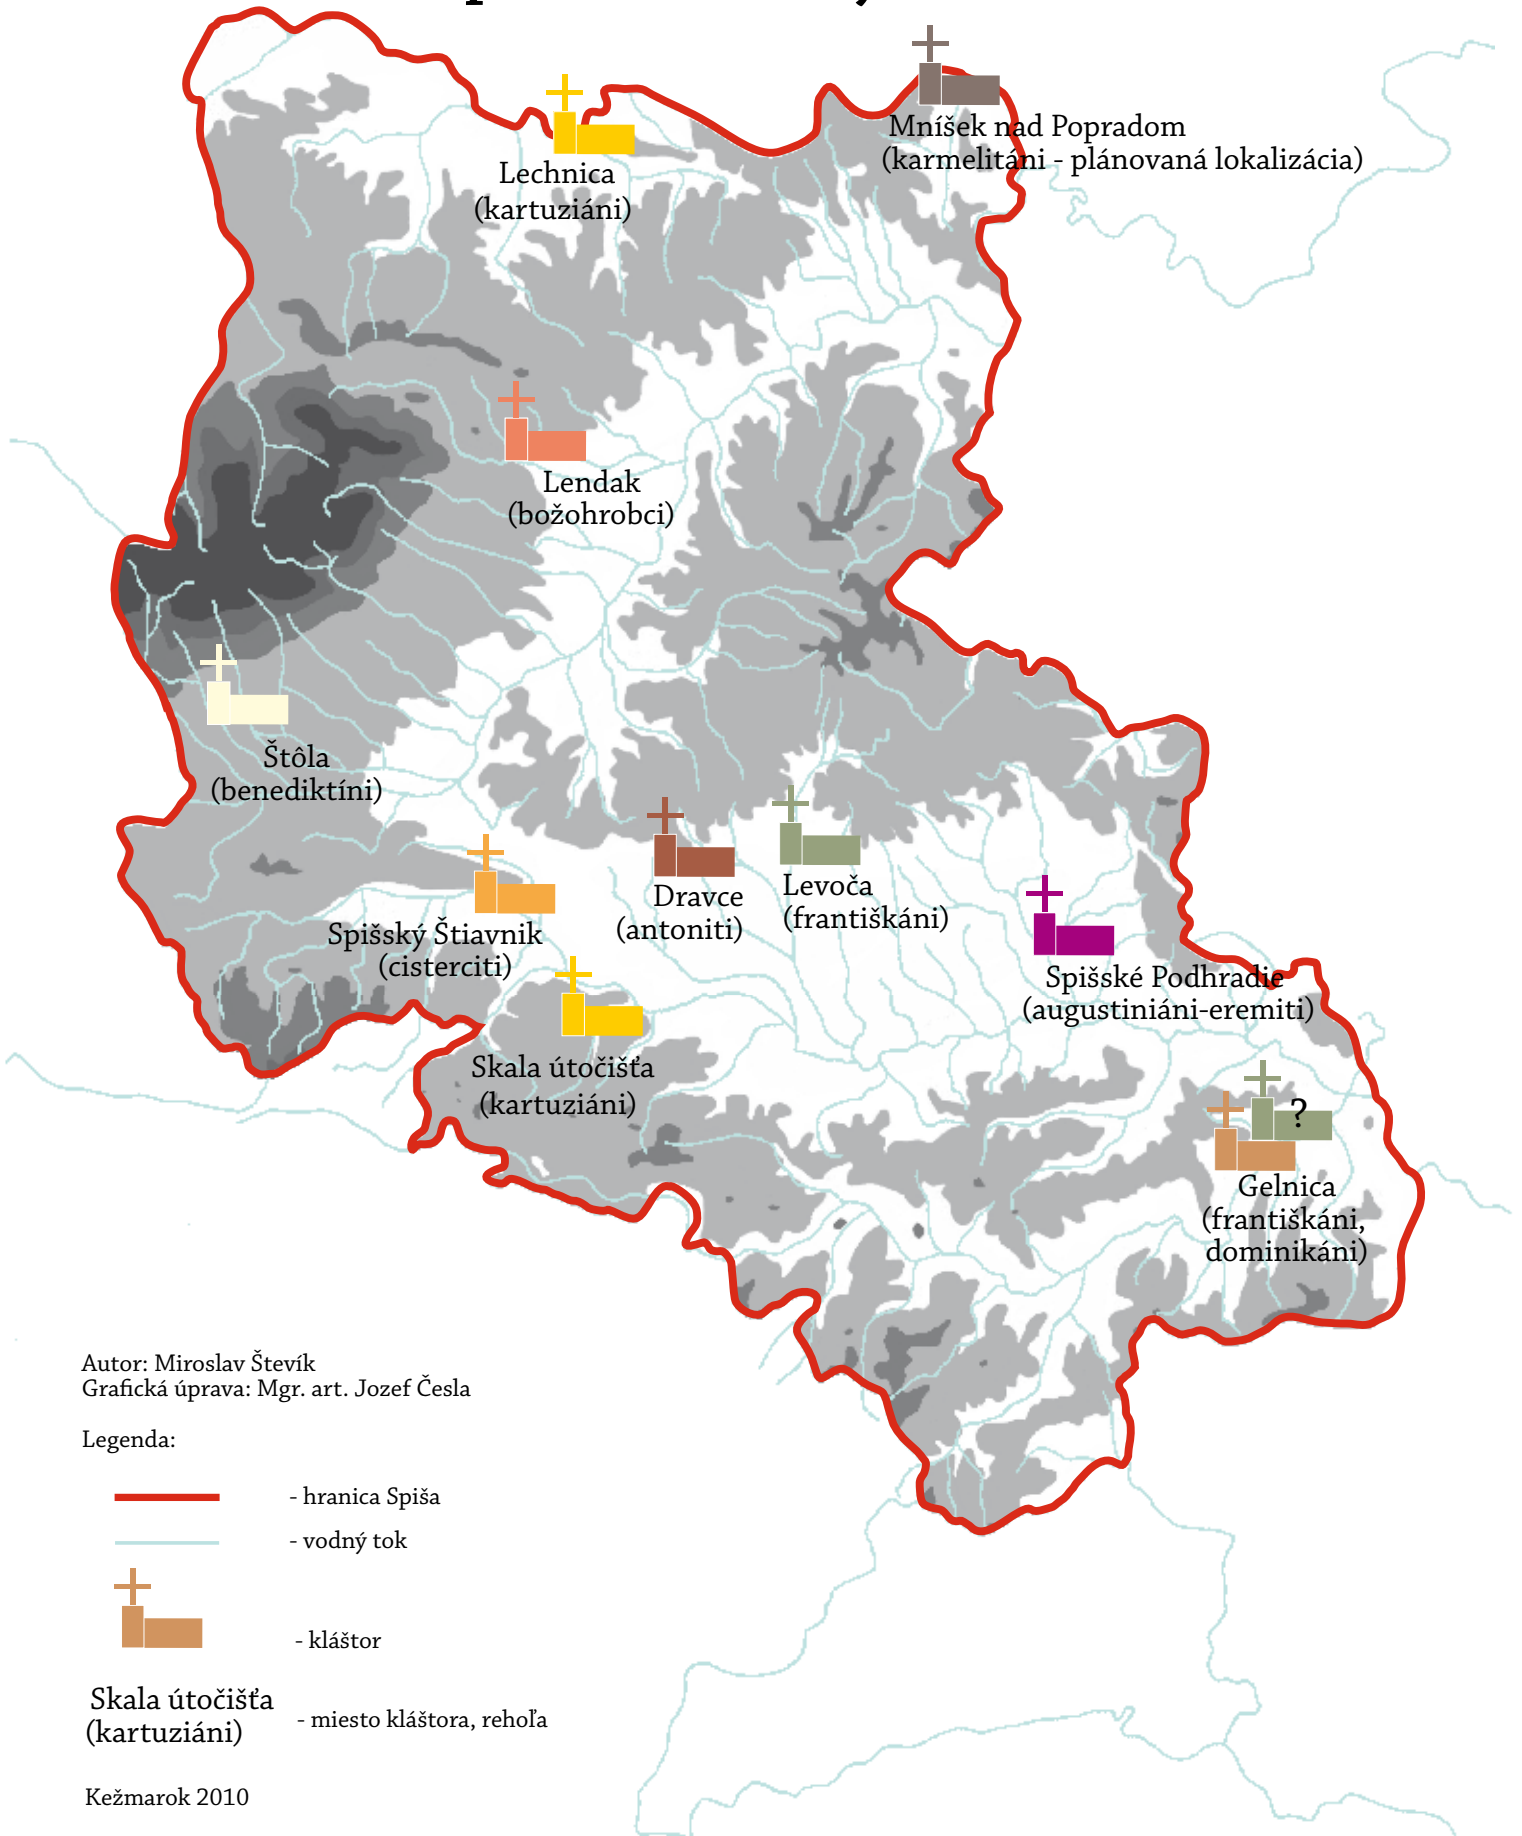 Mníšek nad Popradom
(karmelitáni - plánovaná lokalizácia)
Lechnica
(kartuziáni)
Lendak
(božohrobci)
Štôla
(benediktíni)
Dravce
(antoniti)
Levoča
(františkáni)
Spišský Štiavnik
(cisterciti)
Spišské Podhradie
(augustiniáni-eremiti)
Skala útočišťa
(kartuziáni)
?
Gelnica
(františkáni,
dominikáni)
Autor: Miroslav Števík
Grafická úprava: Mgr. art. Jozef Česla
Legenda:
- hranica Spiša
- vodný tok
- kláštor
Skala útočišťa
(kartuziáni)
- miesto kláštora, rehoľa
Kežmarok 2010